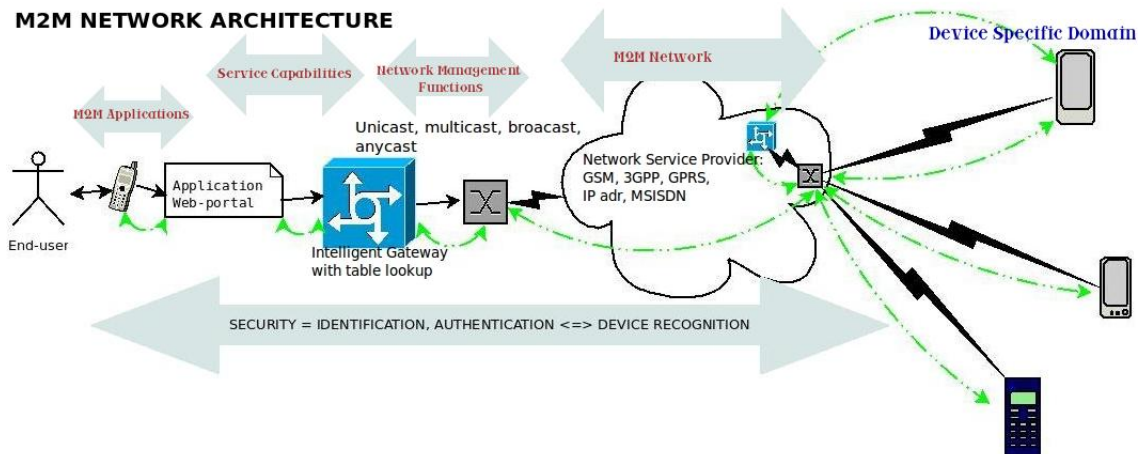 M2M NETWORK ARCHITECTURE
Device Specific Domain
M2M Network
Service Capabilities
Network Management
Functions
M2M Applications
Unicast, multicast, broacast,
anycast
Network Service Provider:
GSM, 3GPP, GPRS,
IP adr, MSISDN
Application
Web-portal
End-user
Intelligent Gateway
with table lookup
SECURITY = IDENTIFICATION, AUTHENTICATION <=> DEVICE RECOGNITION